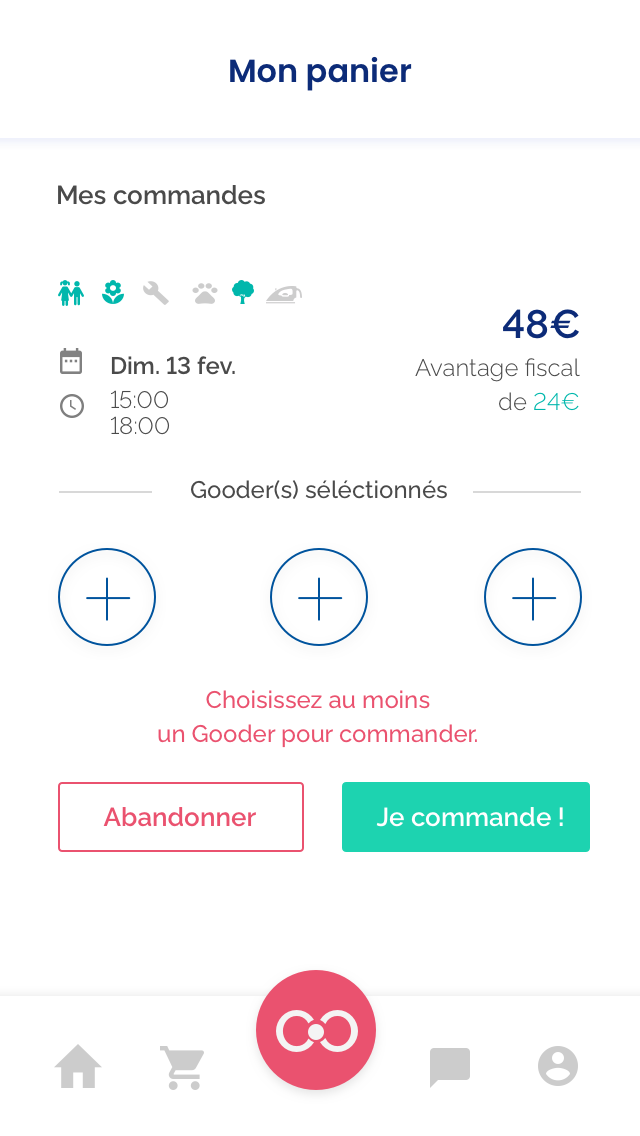 Mon panier
Mes commandes
48€
Dim. 13 fev.
Avantage fiscal
15:00
de 24€
18:00
Gooder(s) séléctionnés
Choisissez au moins
un Gooder pour commander.
Abandonner
Je commande !